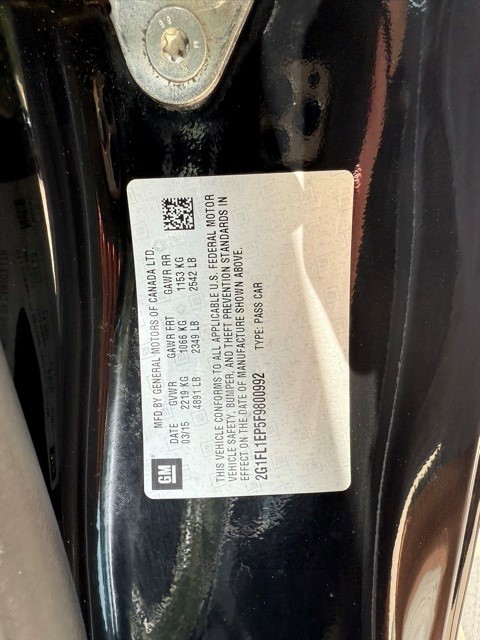 GM
MFD BY GENERAL MOTORS OF CANADA LTD
DATE GVWR GAWR FRT GAWR RR
03/15 2219 KG 1066 KG 1153 KG
4891 LB 2349 LB 2542 LB
THIS VEHICLE CONFORMS TO ALL APPLICABLE U.S. FEDERAL MOTOR
VEHICLE SAFETY, BUMPER, AND THEFT PREVENTION STANDARDS IN
EFFECT ON THE DATE OF MANUFACTURE SHOWN ABOVE.
2G1FL1EP5F9800992 TYPE: PASS CAR